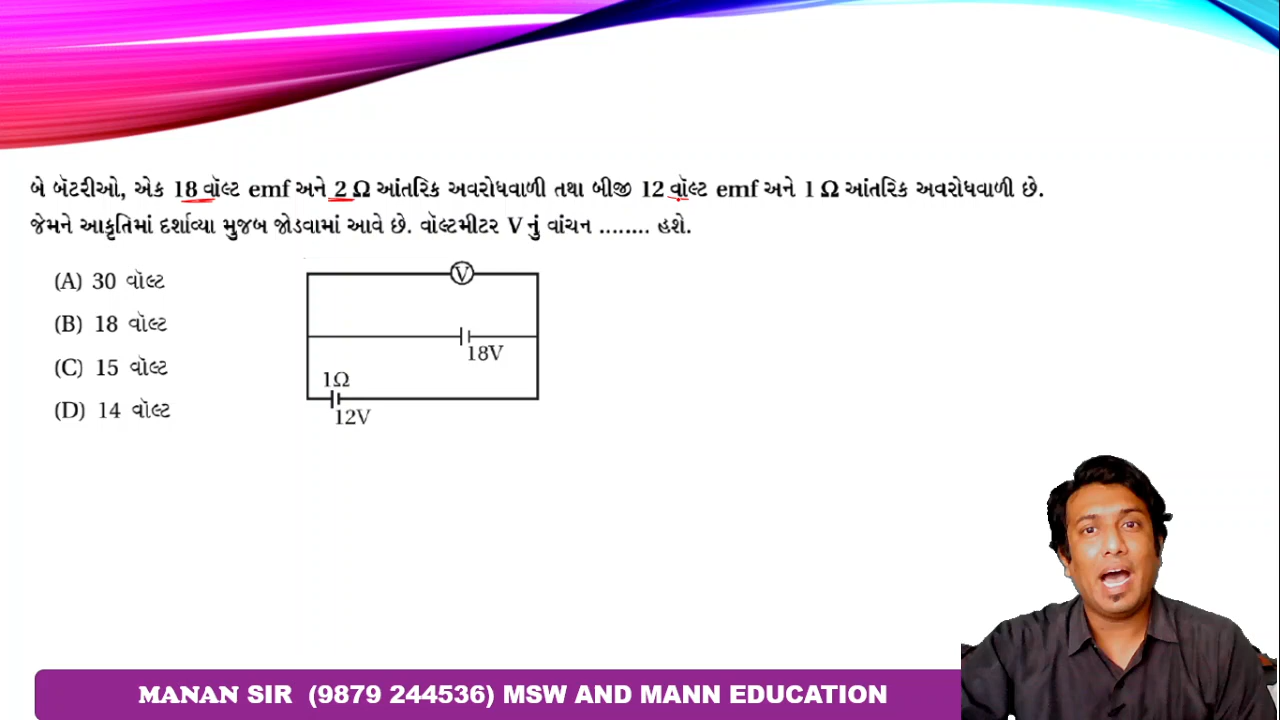 બે બૅટરીઓ, એક 18 વૉલ્ટ emf અને 2 Ω આંતરિક અવરોધવાળી તથા બીજી 12 વૉલ્ટ emf અને 1 Ω આંતરિક અવરોધવાળી છે.
જેમને આકૃતિમાં દર્શાવ્યા મુજબ જોડવામાં આવે છે. વૉલ્ટમીટર V નું વાંચન ........ હશે.
(A) 30 વૉલ્ટ
(B) 18 વૉલ્ટ
(C) 15 વૉલ્ટ
(D) 14 વૉલ્ટ
V
18V
1Ω
12V
MANAN SIR (9879 244536) MSW AND MANN EDUCATION